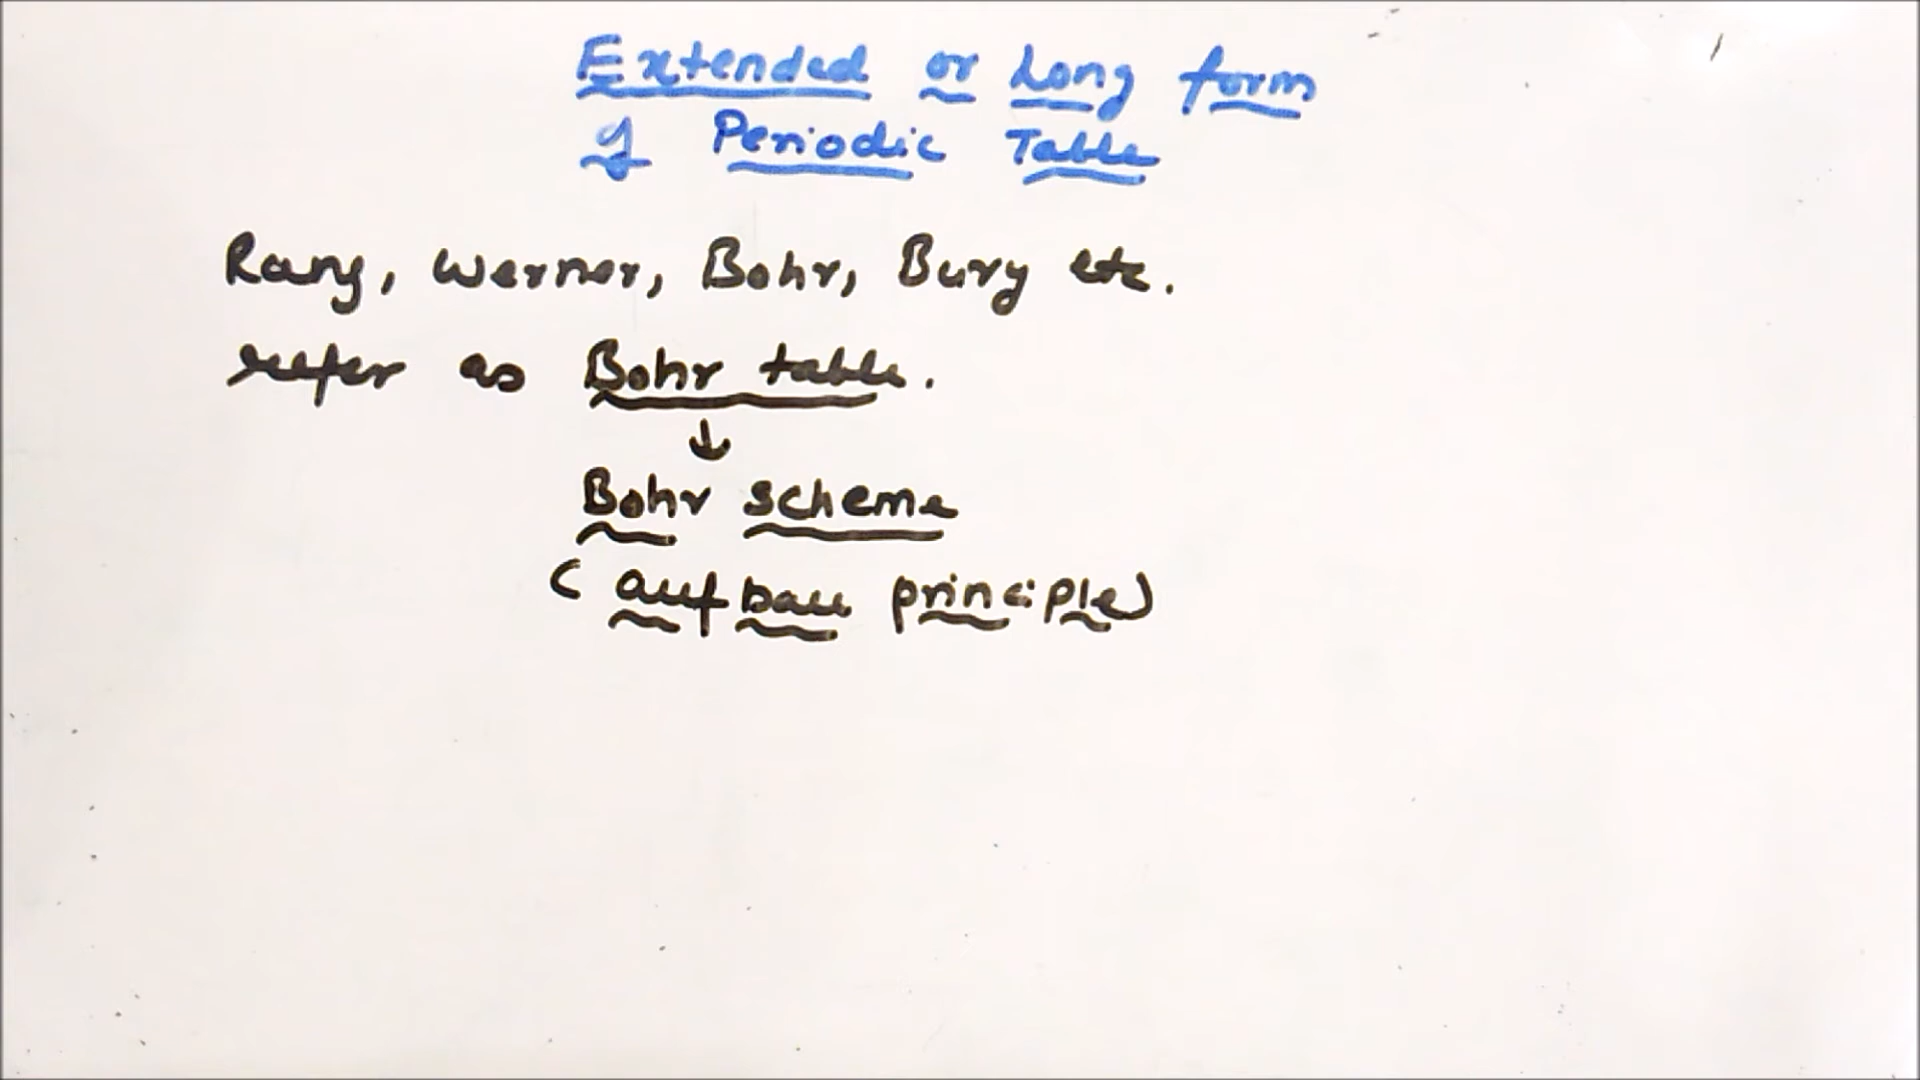 Extended or Long form
of Periodic Table
Rang, Werner, Bohr, Bury etc.
refer as Bohr table.
↓
Bohr scheme
(aufbau principle)